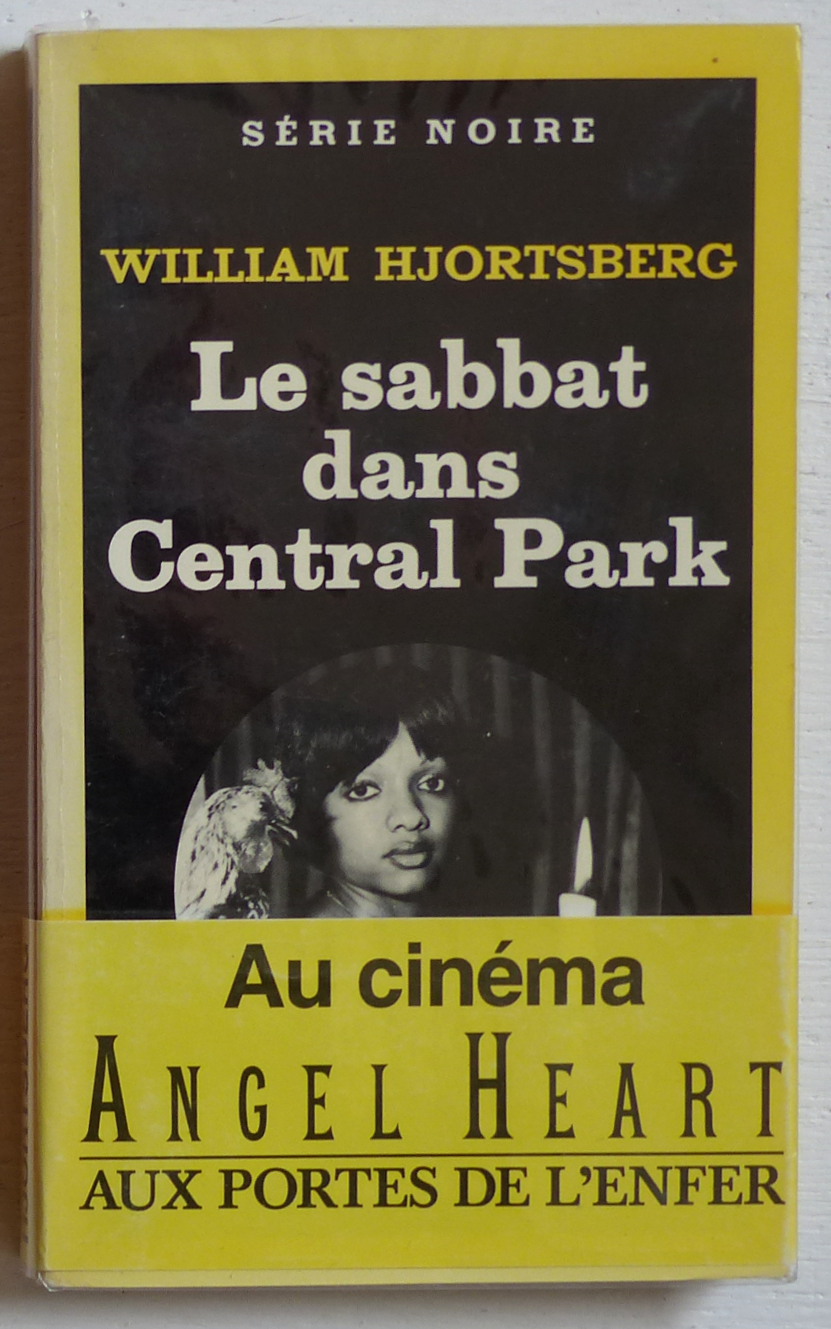 SÉRIE NOIRE
WILLIAM HJORTSBERG
Le sabbat
dans
Central Park
Au cinéma
ANGEL HEART
AUX PORTES DE L'ENFER